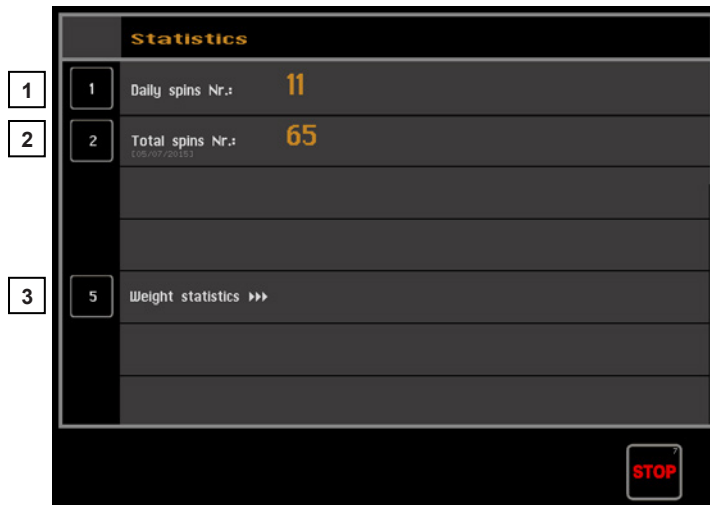 Statistics
1 1 Daily spins Nr.: 11
2 2 Total spins Nr.: 65
[05/07/2015]
3 5 Weight statistics
7
STOP